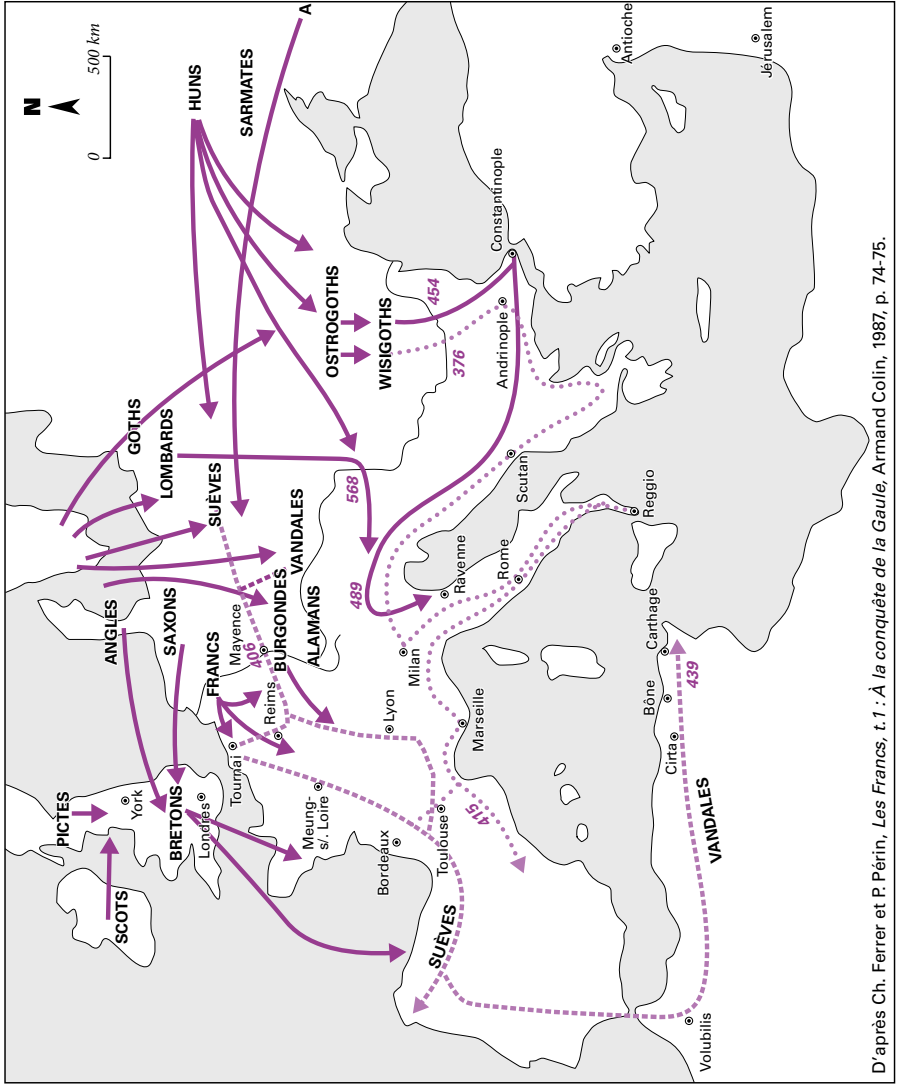 N
0
500 km
A
HUNS
SARMATES
PICTES
SCOTS
York
BRETONS
Londres
ANGLES
SAXONS
FRANCS
GOTHS
LOMBARDS
SUÈVES
VANDALES
BURGONDES
ALAMANS
Mayence
406
Reims
Tournai
Meung-
s/. Loire
Bordeaux
Toulouse
415
Lyon
Marseille
Milan
Ravenne
Rome
Reggio
489
568
OSTROGOTHS
WISIGOTHS
454
376
Constantinople
Andrinople
Scutan
Antioche
Jérusalem
SUÈVES
VANDALES
439
Carthage
Bône
Cirta
Volubilis
D'après Ch. Ferrer et P. Périn, Les Francs, t.1 : À la conquête de la Gaule, Armand Colin, 1987, p. 74-75.